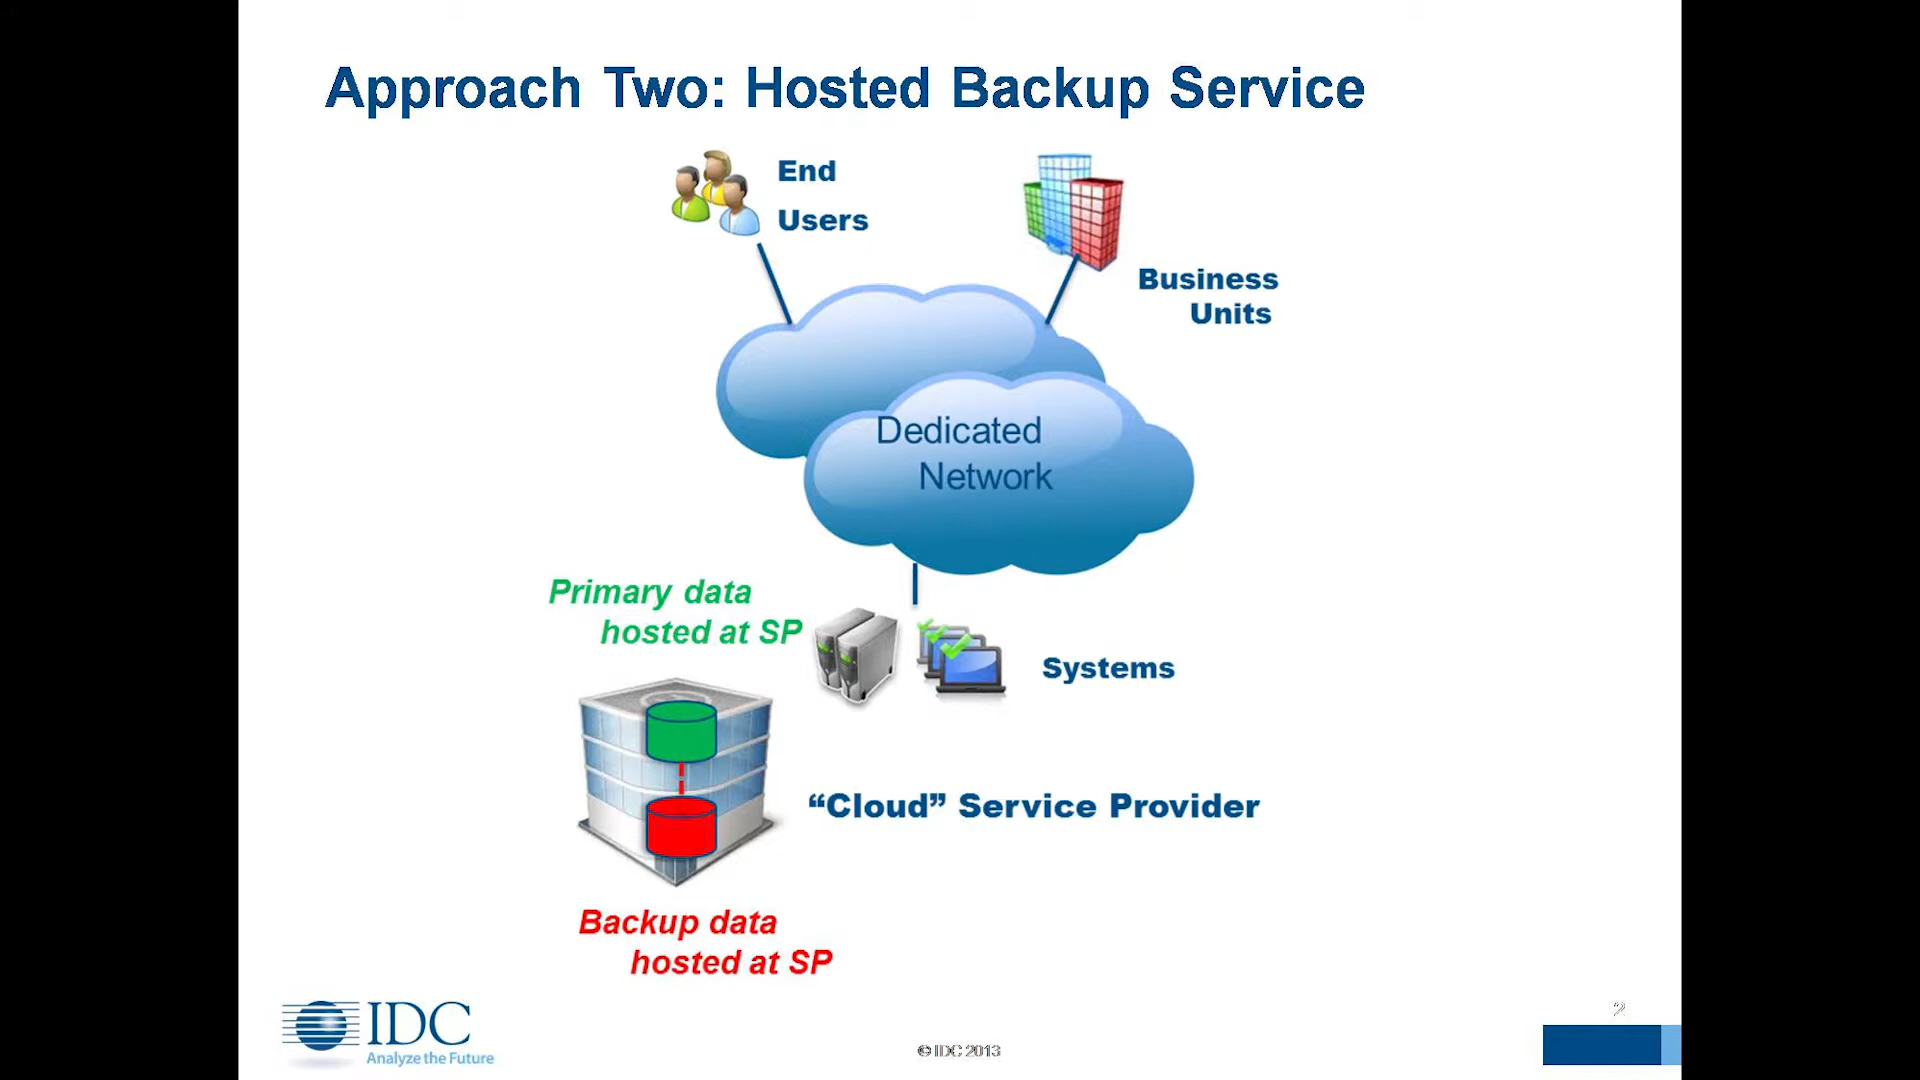 Approach Two: Hosted Backup Service
End
Users
Business
Units
Dedicated
Network
Primary data
hosted at SP
Systems
“Cloud” Service Provider
Backup data
hosted at SP
IDC
Analyze the Future
© IDC 2013
2